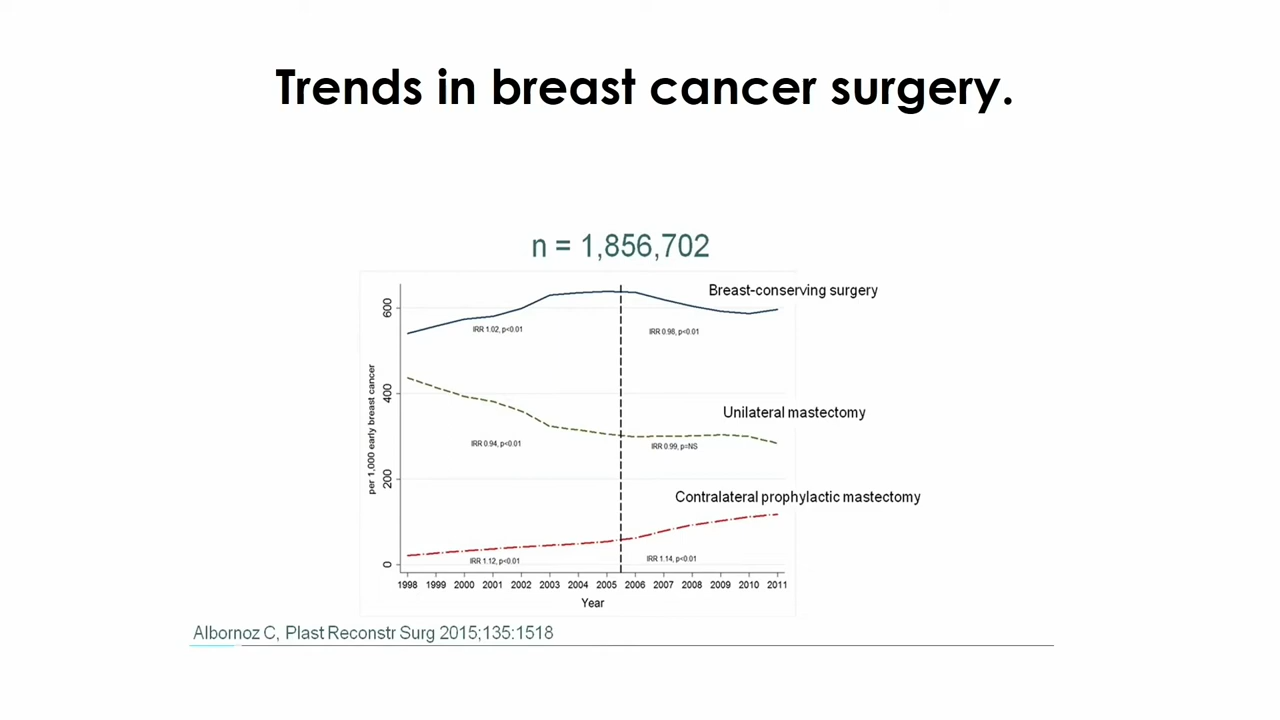 Trends in breast cancer surgery.
n = 1,856,702
Breast-conserving surgery
600
IRR 1.02, p<0.01
IRR 0.98, p<0.01
400
Unilateral mastectomy
IRR 0.94, p<0.01
IRR 0.99, p=NS
per 1,000 early breast cancer
200
Contralateral prophylactic mastectomy
IRR 1.12, p<0.01
IRR 1.14, p<0.01
0
1998 1999 2000 2001 2002 2003 2004 2005 2006 2007 2008 2009 2010 2011
Year
Albornoz C, Plast Reconstr Surg 2015;135:1518